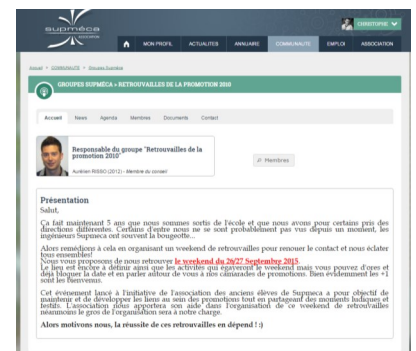 supméca
ASSOCIATION
CHRISTOPHE
MON PROFIL ACTUALITES ANNUAIRE COMMUNAUTE EMPLOI ASSOCIATION
Accueil > COMMUNAUTE > Groupes Supméca
GROUPES SUPMÉCA » RETROUVAILLES DE LA PROMOTION 2010
Accueil News Agenda Membres Documents Contact
Responsable du groupe "Retrouvailles de la
promotion 2010"
Aurélien RISSO (2012) - Membre du conseil
Membres
Présentation
Salut,
Ça fait maintenant 5 ans que nous sommes sortis de l'école et que nous avons pour certains pris des
directions différentes. Certains d'entre nous ne se sont probablement pas vus depuis un moment, les
ingénieurs Supmeca ont souvent la bougeotte...
Alors remédions à cela en organisant un weekend de retrouvailles pour renouer le contact et nous éclater
tous ensembles!
Nous vous proposons de nous retrouver le weekend du 26/27 Septembre 2015.
Le lieu est encore à définir ainsi que les activités qui égaveront le weekend mais vous pouvez d'ores et
déjà bloquer la date et en parler autour de vous à nos camarades de promotions. Bien évidemment les +1
sont les bienvenus.
Cet événement lancé à l'initiative de l'association des anciens élèves de Supmeca a pour objectif de
maintenir et de développer les liens au sein des promotions tout en partageant des moments ludiques et
festifs. L'association nous apportera son aide dans l'organisation de ce weekend de retrouvailles
néanmoins le gros de l'organisation sera à notre charge.
Alors motivons nous, la réussite de ces retrouvailles en dépend ! :)